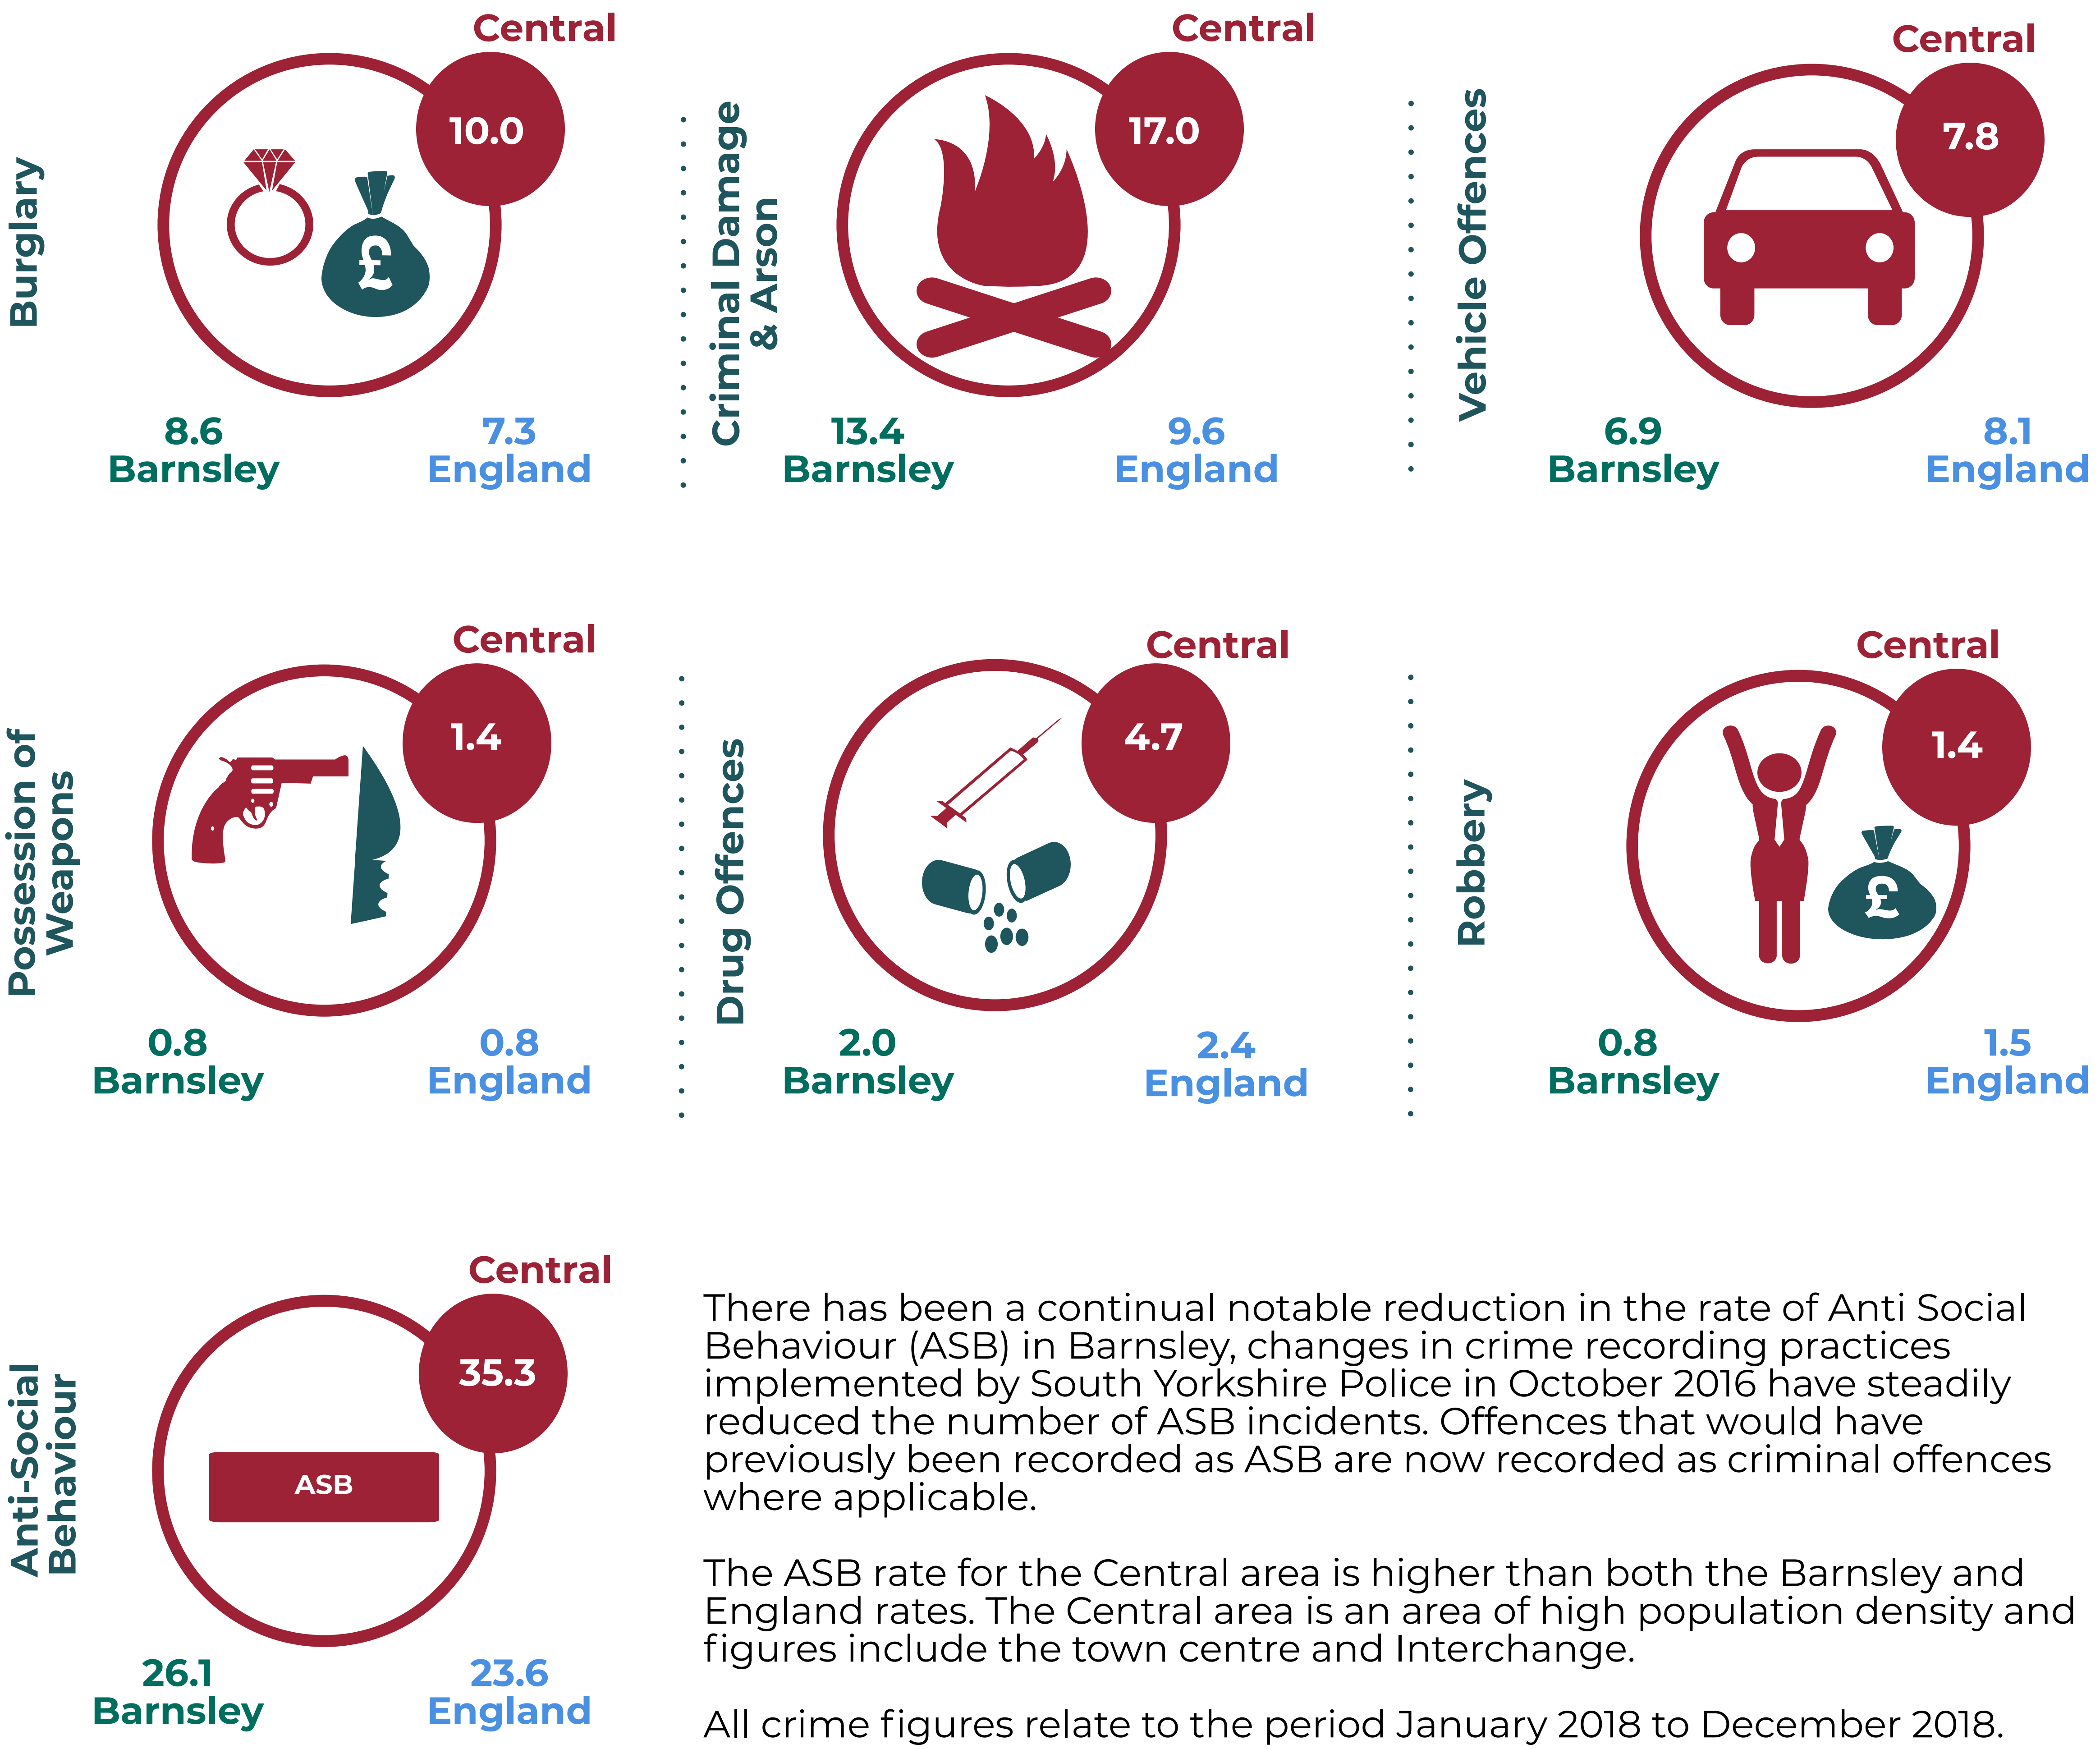 Burglary
Central
10.0
£
8.6
Barnsley
7.3
England
Criminal Damage
& Arson
Central
17.0
13.4
Barnsley
9.6
England
Vehicle Offences
Central
7.8
6.9
Barnsley
8.1
England
Possession of
Weapons
Central
1.4
0.8
Barnsley
0.8
England
Drug Offences
Central
4.7
2.0
Barnsley
2.4
England
Robbery
Central
1.4
£
0.8
Barnsley
1.5
England
Anti-Social
Behaviour
Central
35.3
ASB
26.1
Barnsley
23.6
England
There has been a continual notable reduction in the rate of Anti Social
Behaviour (ASB) in Barnsley, changes in crime recording practices
implemented by South Yorkshire Police in October 2016 have steadily
reduced the number of ASB incidents. Offences that would have
previously been recorded as ASB are now recorded as criminal offences
where applicable.
The ASB rate for the Central area is higher than both the Barnsley and
England rates. The Central area is an area of high population density and
figures include the town centre and Interchange.
All crime figures relate to the period January 2018 to December 2018.